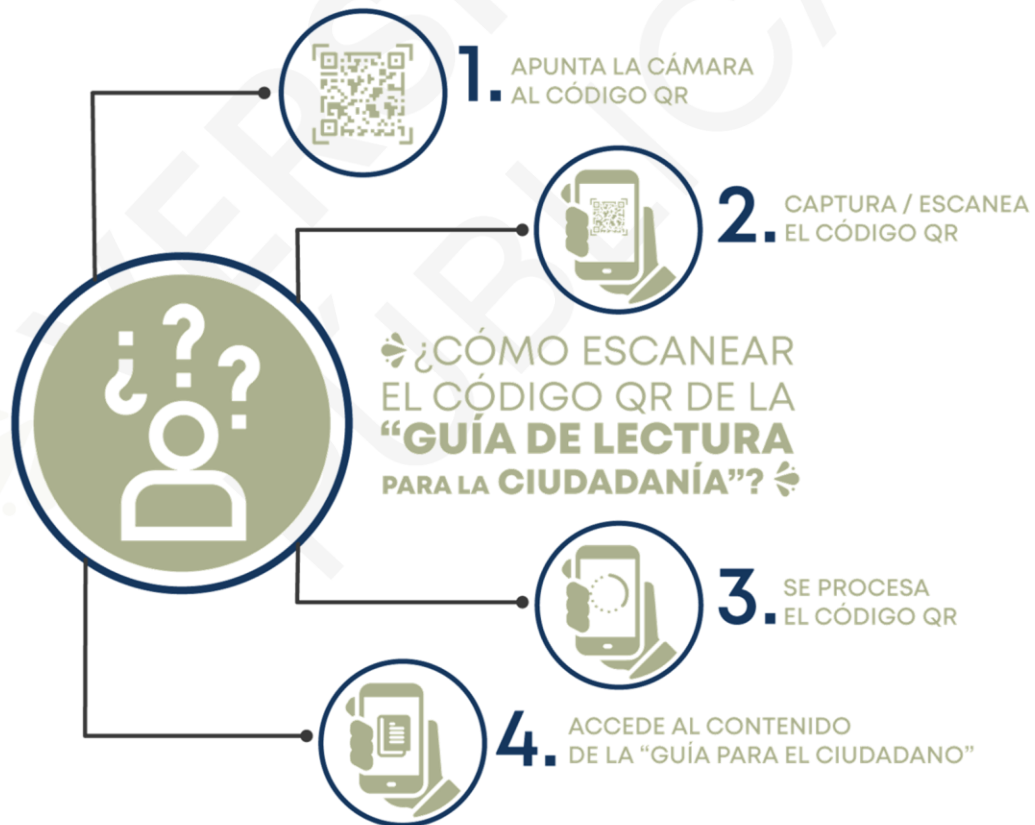 1. APUNTA LA CÁMARA
AL CÓDIGO QR
2. CAPTURA / ESCANEA
EL CÓDIGO QR
¿CÓMO ESCANEAR
EL CÓDIGO QR DE LA
“GUÍA DE LECTURA
PARA LA CIUDADANÍA”?
3. SE PROCESA
EL CÓDIGO QR
4. ACCEDE AL CONTENIDO
DE LA “GUÍA PARA EL CIUDADANO”
¿??